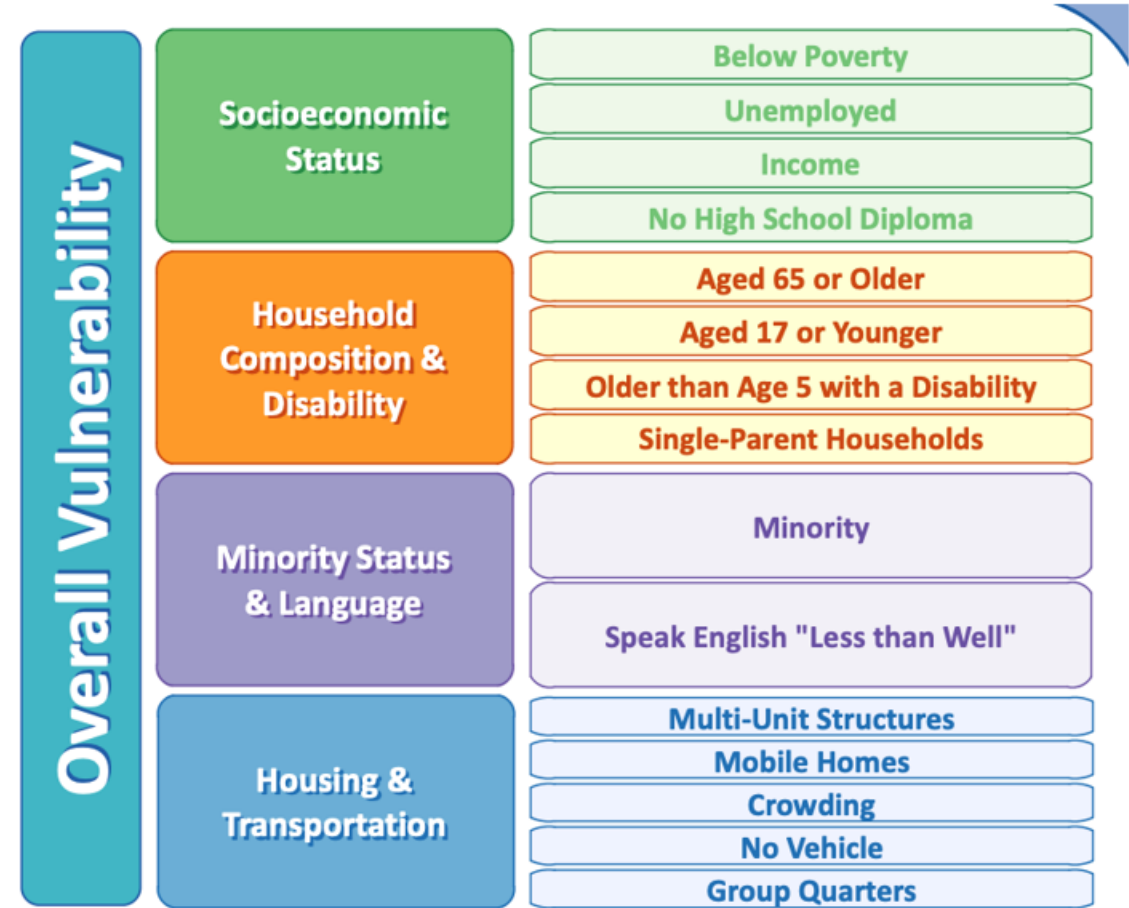 Overall Vulnerability
Socioeconomic
Status
Below Poverty
Unemployed
Income
No High School Diploma
Household
Composition &
Disability
Aged 65 or Older
Aged 17 or Younger
Older than Age 5 with a Disability
Single-Parent Households
Minority Status
& Language
Minority
Speak English "Less than Well"
Housing &
Transportation
Multi-Unit Structures
Mobile Homes
Crowding
No Vehicle
Group Quarters